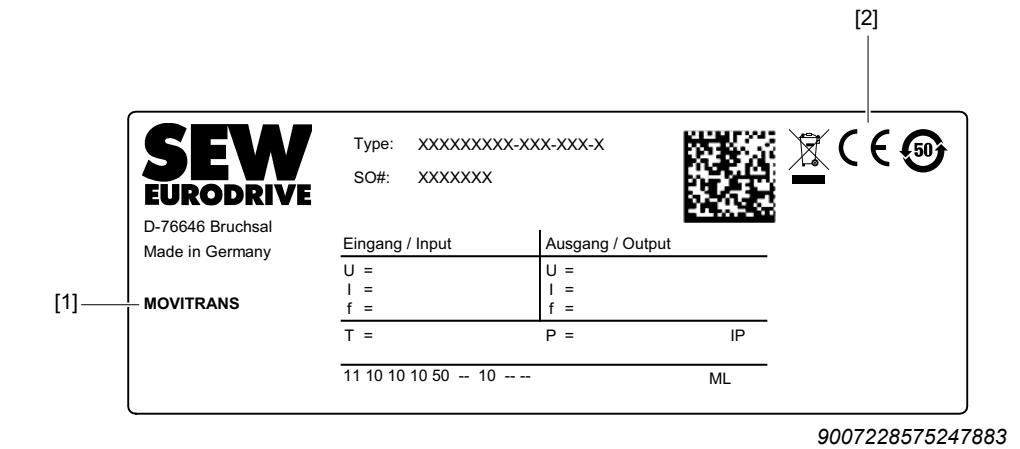 [2]
SEW
EURODRIVE
D-76646 Bruchsal
Made in Germany
[1]
MOVITRANS
Type: XXXXXXXXX-XXX-XXX-X
SO#: XXXXXXX
CE 50
Eingang / Input Ausgang / Output
U = U =
I = I =
f = f =
T = P = IP
11 10 10 10 50 -- 10 -- -- ML
9007228575247883